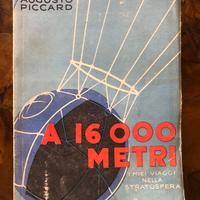 AUGUSTO
PICCARD
A 16 000
METRI
I MIEI VIAGGI
NELLA
STRATOSFERA